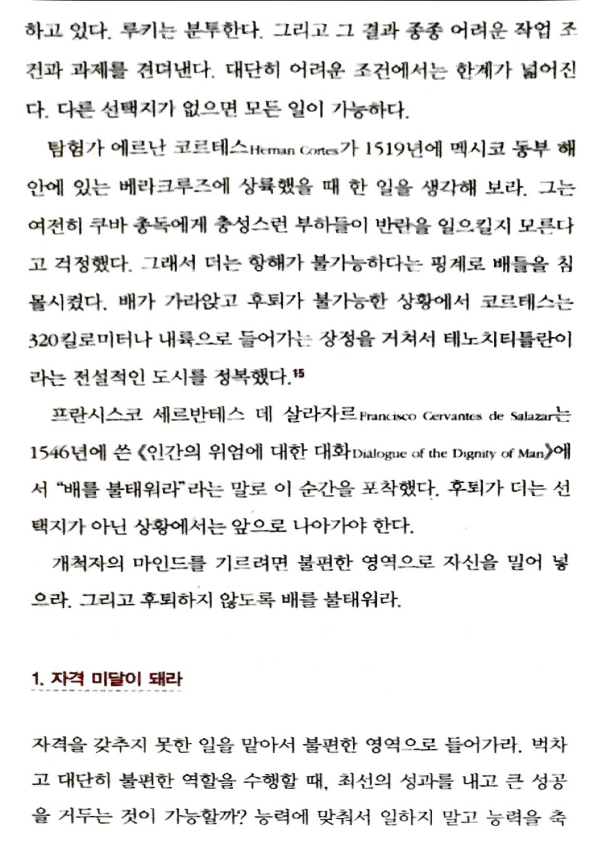 하고 있다. 루키는 분투한다. 그리고 그 결과 종종 어려운 작업 조
건과 과제를 견뎌낸다. 대단히 어려운 조건에서는 한계가 넓어진
다. 다른 선택지가 없으면 모든 일이 가능하다.
탐험가 에르난 코르테스Hernan Cortes가 1519년에 멕시코 동부 해
안에 있는 베라크루즈에 상륙했을 때 한 일을 생각해 보라. 그는
여전히 쿠바 총독에게 충성스런 부하들이 반란을 일으킬지 모른다
고 걱정했다. 그래서 더는 항해가 불가능하다는 핑계로 배들을 침
몰시켰다. 배가 가라앉고 후퇴가 불가능한 상황에서 코르테스는
320킬로미터나 내륙으로 들어가는 장정을 거쳐서 테노치티틀란이
라는 전설적인 도시를 정복했다.15
프란시스코 세르반테스 데 살라자르Francisco Cervantes de Salazar는
1546년에 쓴 《인간의 위엄에 대한 대화Dialogue of the Dignity of Man》에
서 “배를 불태워라”라는 말로 이 순간을 포착했다. 후퇴가 더는 선
택지가 아닌 상황에서는 앞으로 나아가야 한다.
개척자의 마인드를 기르려면 불편한 영역으로 자신을 밀어 넣
으라. 그리고 후퇴하지 않도록 배를 불태워라.
1. 자격 미달이 돼라
자격을 갖추지 못한 일을 맡아서 불편한 영역으로 들어가라. 벅차
고 대단히 불편한 역할을 수행할 때, 최선의 성과를 내고 큰 성공
을 거두는 것이 가능할까? 능력에 맞춰서 일하지 말고 능력을 축